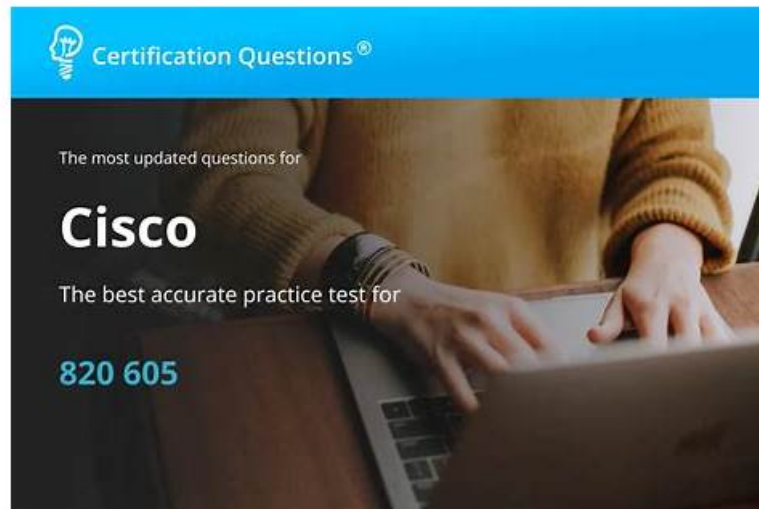 Certification Questions®
The most updated questions for
Cisco
The best accurate practice test for
820 605